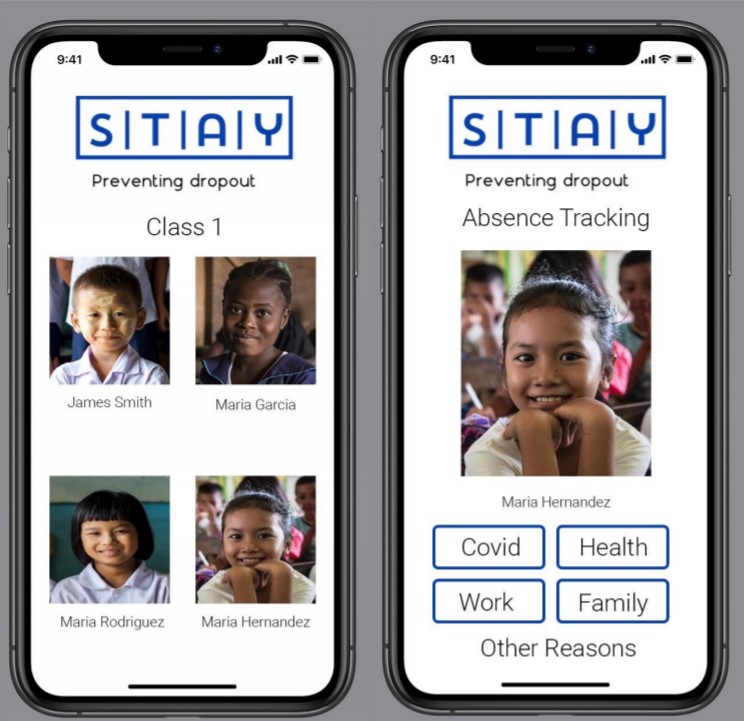 9:41
S|T|A|Y
Preventing dropout
Class 1
James Smith
Maria Garcia
Maria Rodriguez
Maria Hernandez
9:41
S|T|A|Y
Preventing dropout
Absence Tracking
Maria Hernandez
Covid
Health
Work
Family
Other Reasons